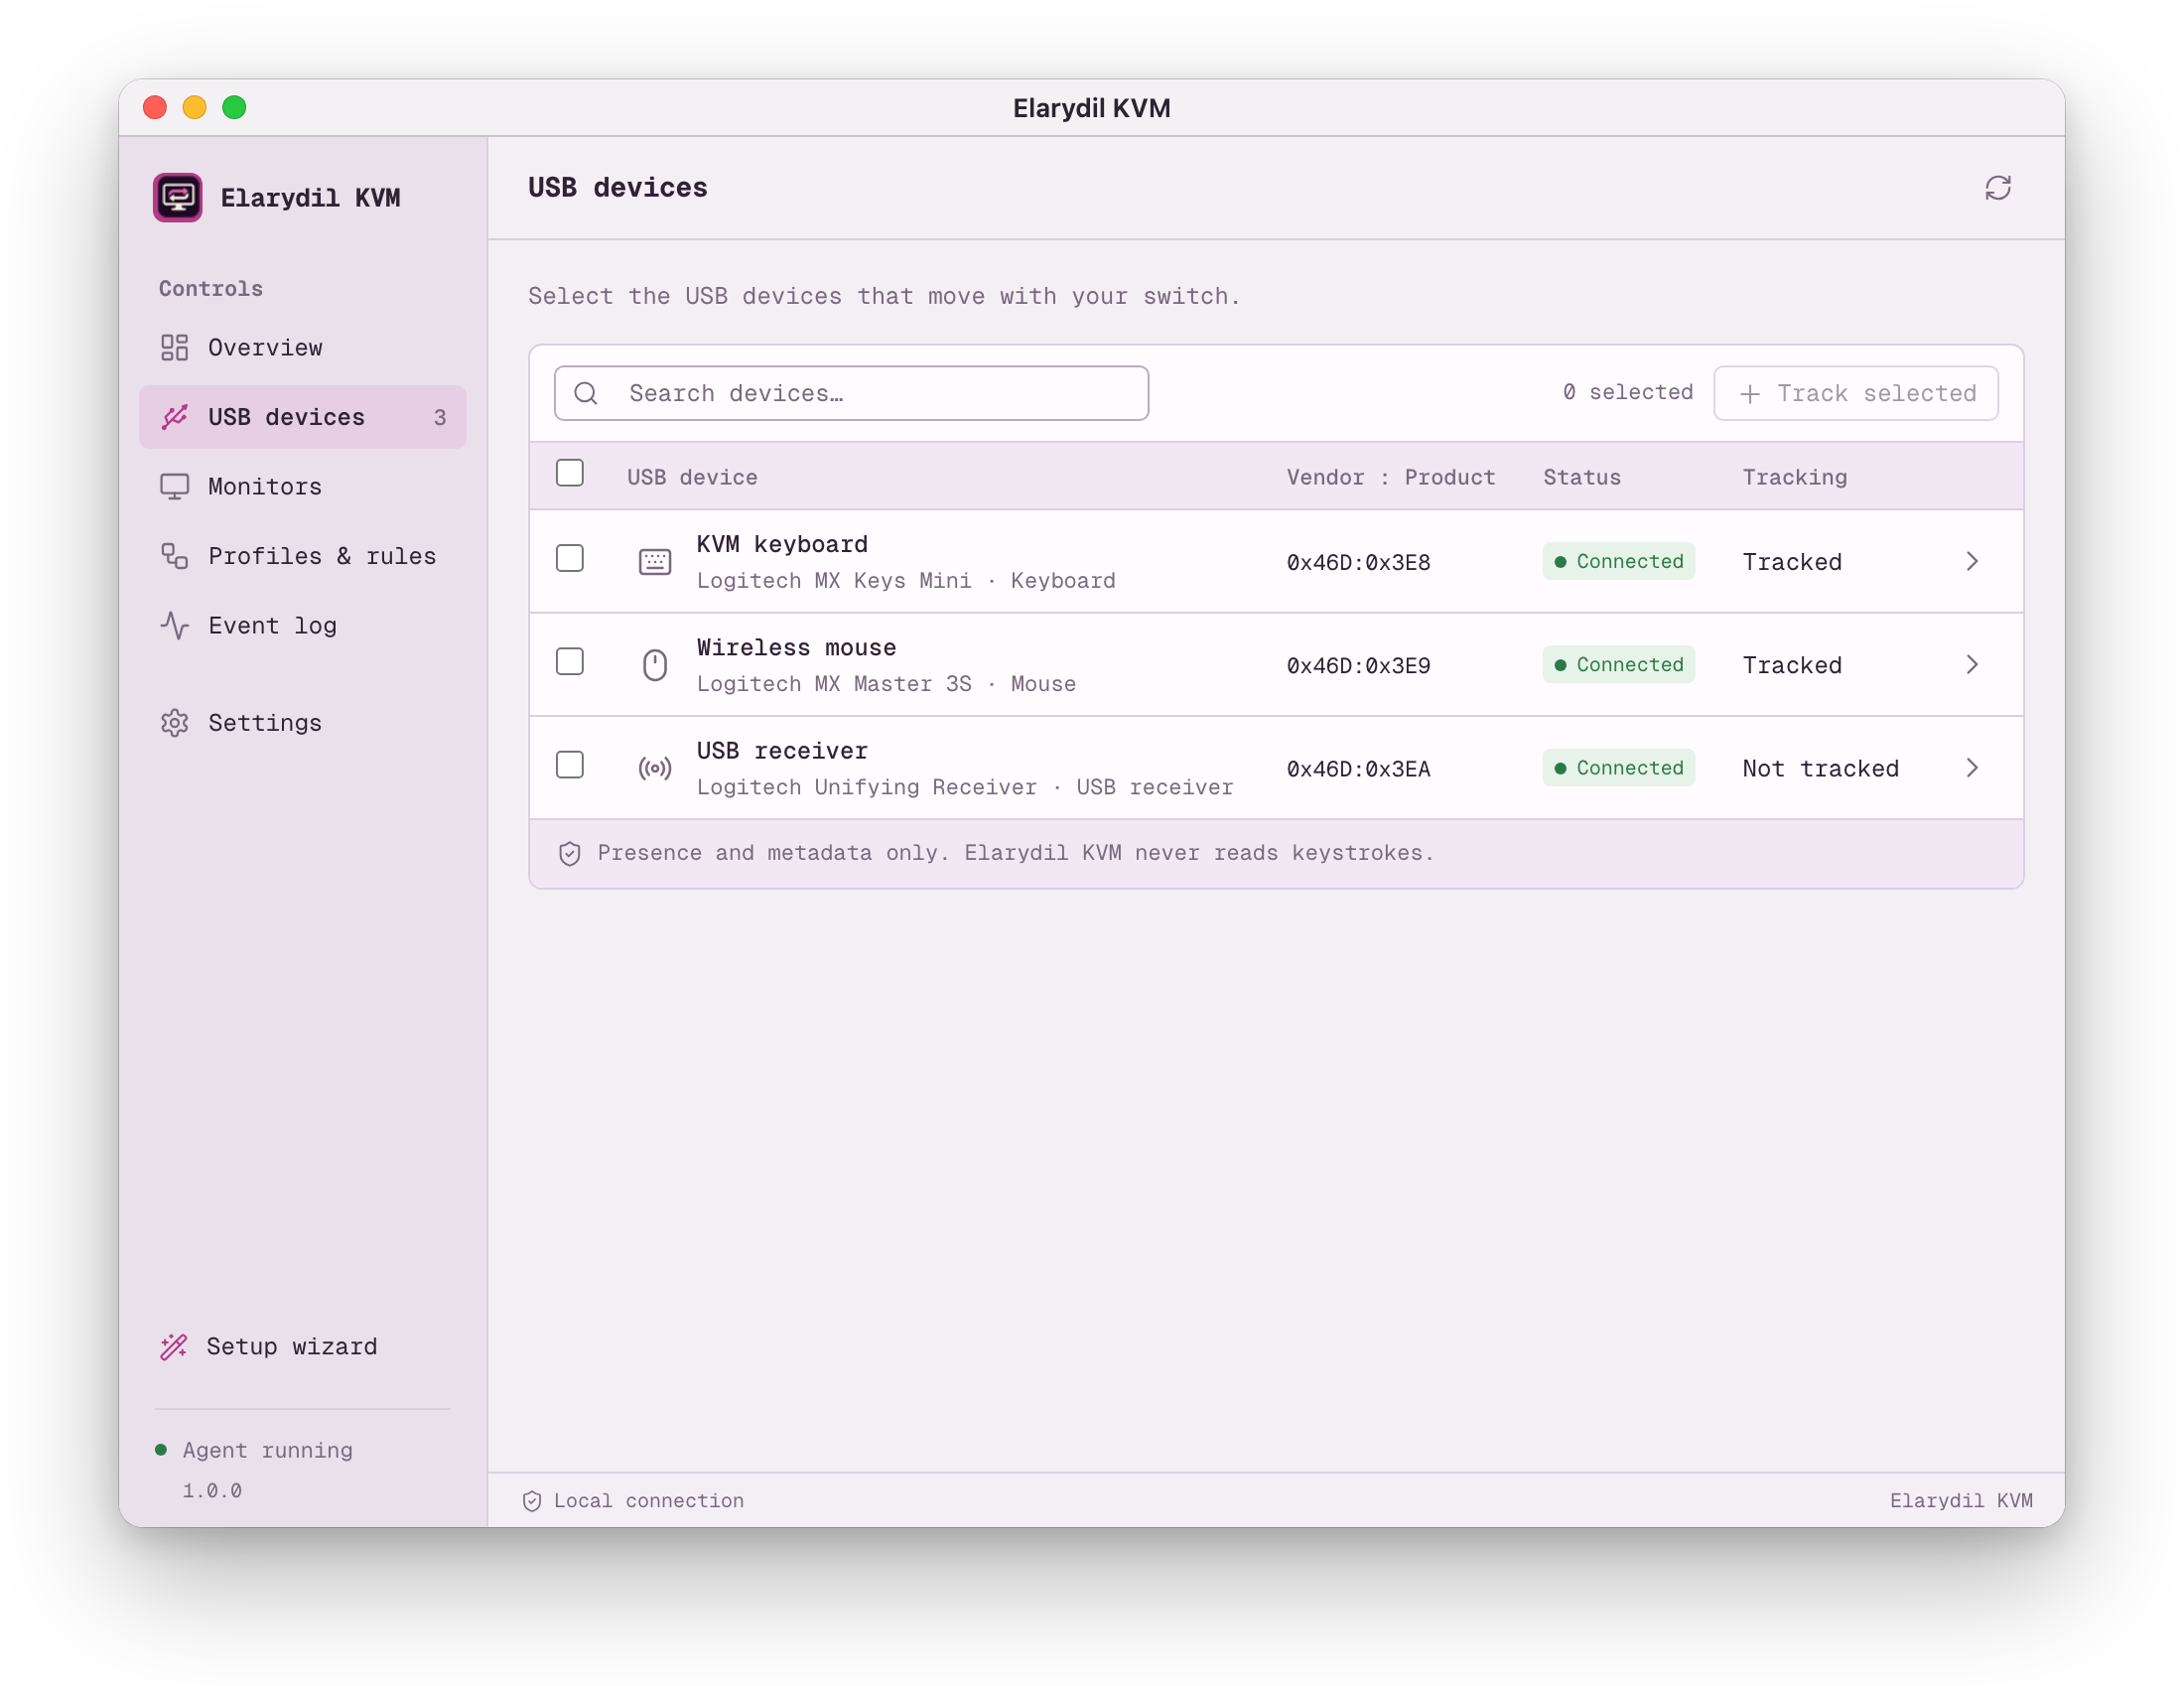 Elarydil KVM
Elarydil KVM
Controls
Overview
USB devices 3
Monitors
Profiles & rules
Event log
Settings
Setup wizard
Agent running
1.0.0
USB devices
Select the USB devices that move with your switch.
Search devices… 0 selected Track selected
USB device Vendor : Product Status Tracking
KVM keyboard
Logitech MX Keys Mini · Keyboard
0x46D:0x3E8 Connected Tracked
Wireless mouse
Logitech MX Master 3S · Mouse
0x46D:0x3E9 Connected Tracked
USB receiver
Logitech Unifying Receiver · USB receiver
0x46D:0x3EA Connected Not tracked
Presence and metadata only. Elarydil KVM never reads keystrokes.
Local connection Elarydil KVM